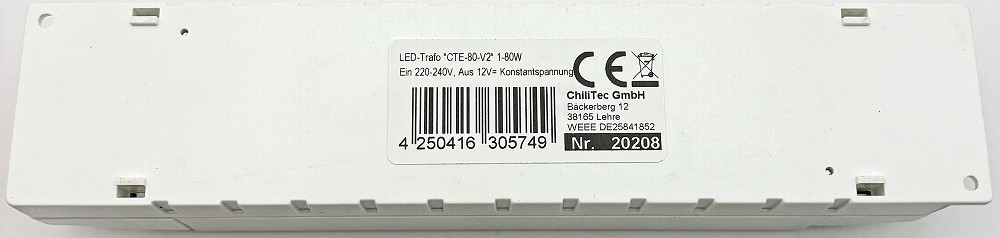 LED-Trafo "CTE-80-V2" 1-80W
Ein 220-240V, Aus 12V= Konstantspannung
CE
ChiliTec GmbH
Bäckerberg 12
38165 Lehre
WEEE DE25841852
Nr. 20208
4 250416 305749